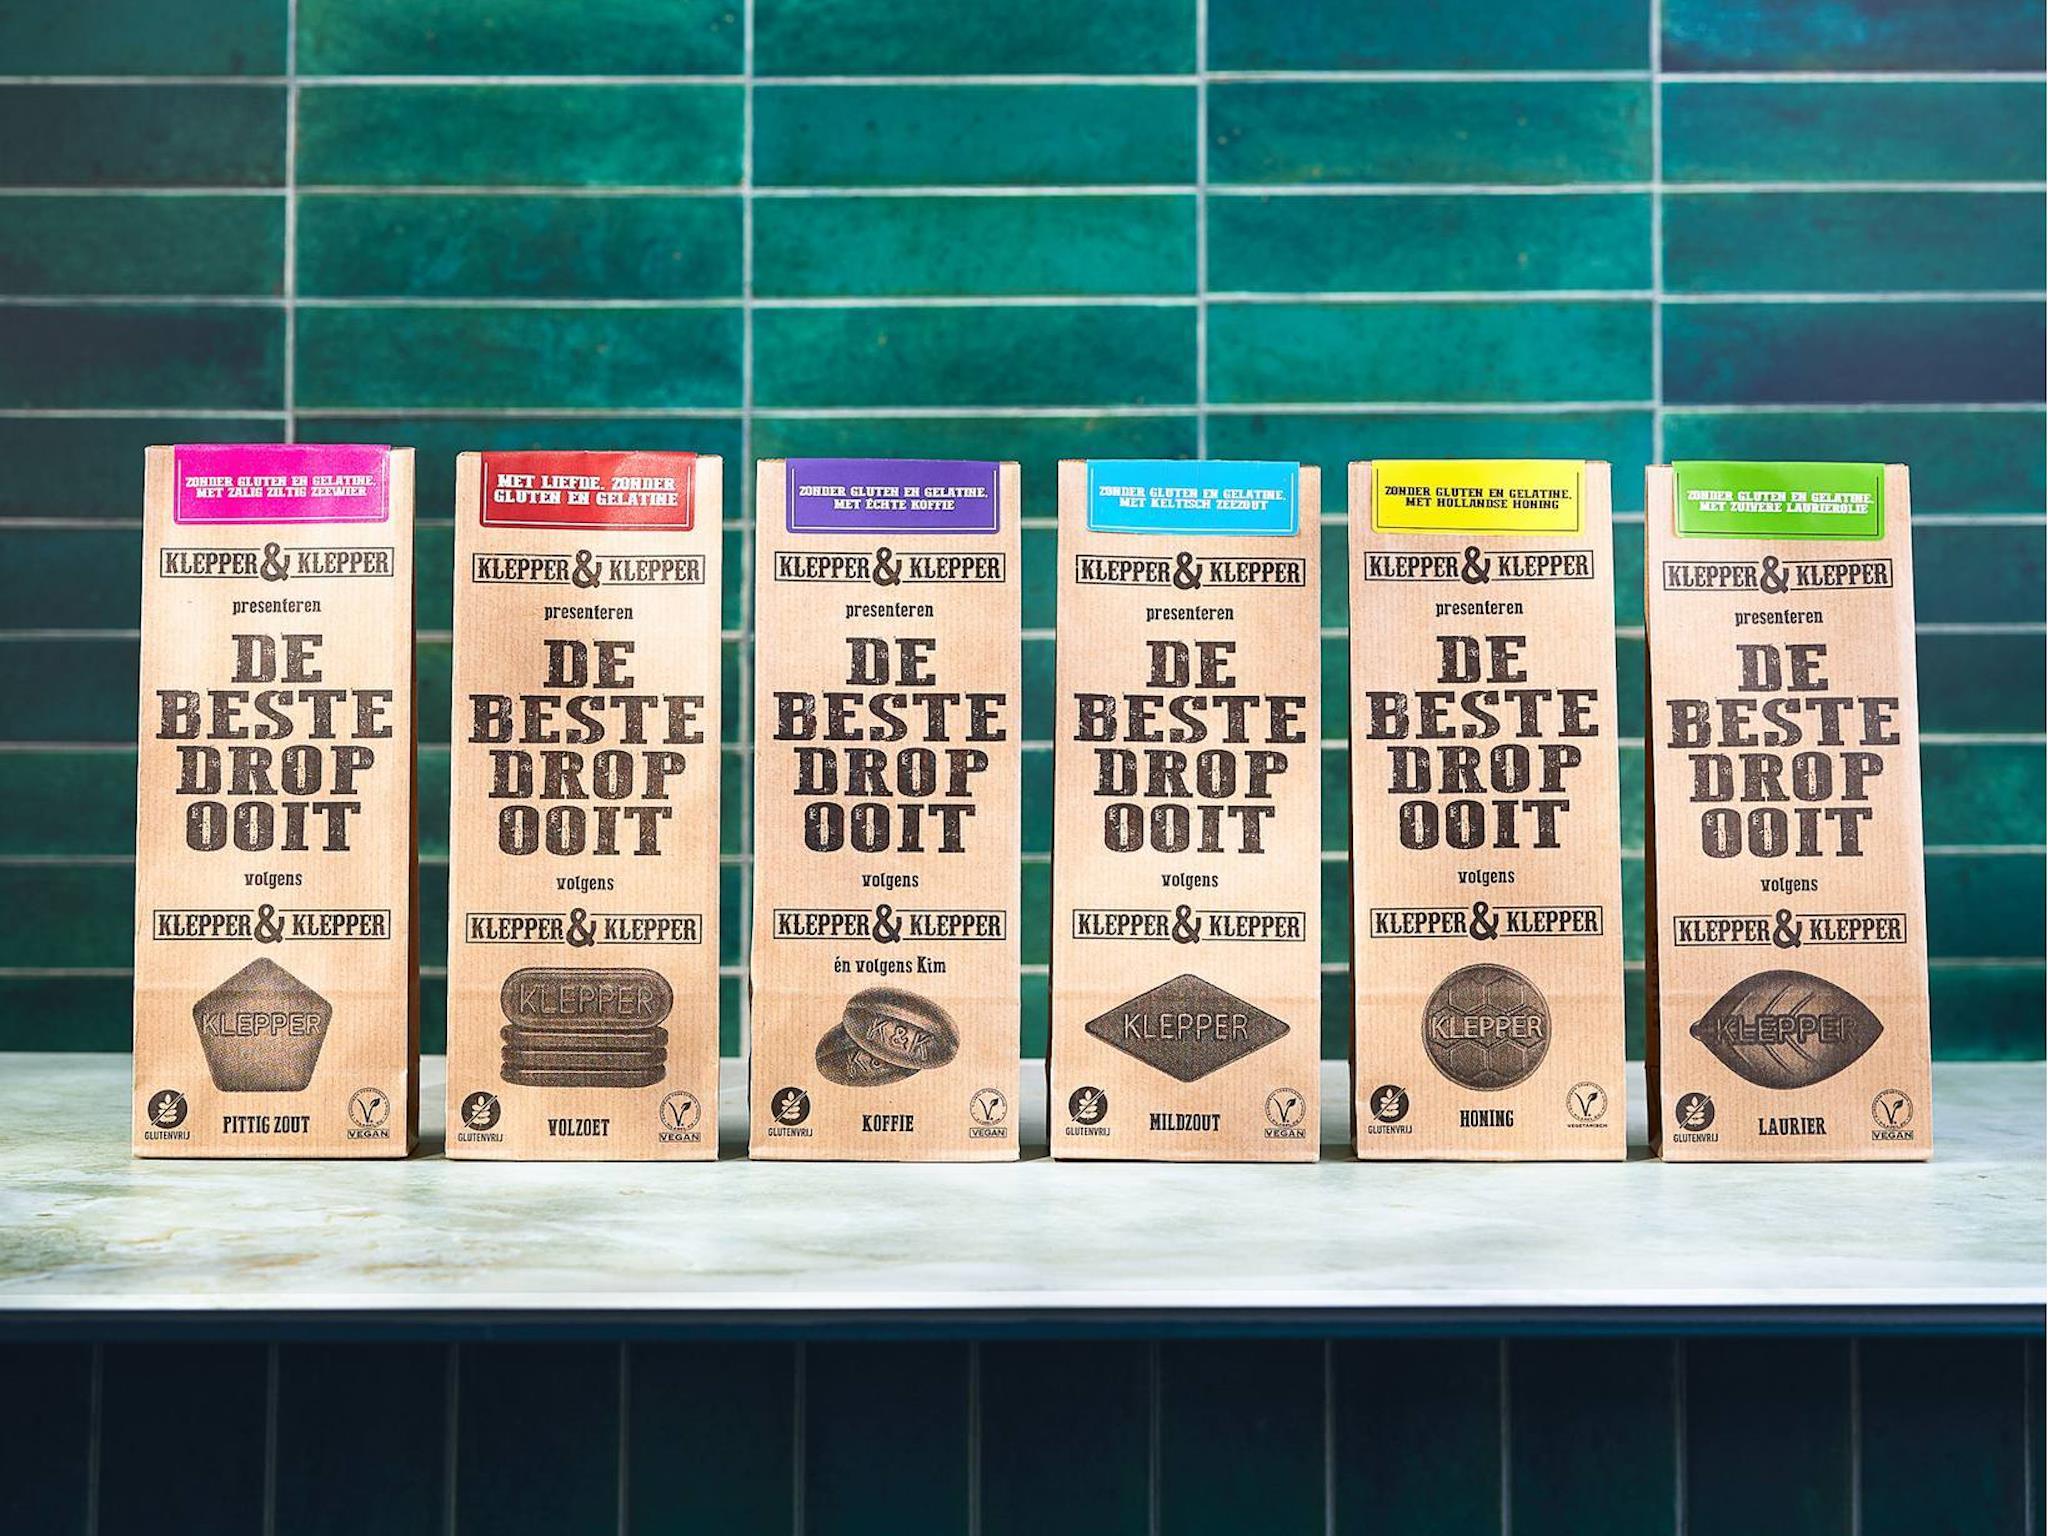 ZONDER GLUTEN EN GELATINE,
MET ZALIG ZILTIG ZEEWIER
KLEPPER & KLEPPER
presenteren
DE
BESTE
DROP
OOIT
volgens
KLEPPER & KLEPPER
KLEPPER
GLUTENVRIJ
PITTIG ZOUT
VEGAN
MET LIEFDE, ZONDER
GLUTEN EN GELATINE
KLEPPER & KLEPPER
presenteren
DE
BESTE
DROP
OOIT
volgens
KLEPPER & KLEPPER
KLEPPER
GLUTENVRIJ
VOLZOET
VEGAN
ZONDER GLUTEN EN GELATINE,
MET ÉCHTE KOFFIE
KLEPPER & KLEPPER
presenteren
DE
BESTE
DROP
OOIT
volgens
KLEPPER & KLEPPER
én volgens Kim
K & K
K &
GLUTENVRIJ
KOFFIE
VEGAN
ZONDER GLUTEN EN GELATINE,
MET KELTISCH ZEEZOUT
KLEPPER & KLEPPER
presenteren
DE
BESTE
DROP
OOIT
volgens
KLEPPER & KLEPPER
KLEPPER
GLUTENVRIJ
MILDZOUT
VEGAN
ZONDER GLUTEN EN GELATINE,
MET HOLLANDSE HONING
KLEPPER & KLEPPER
presenteren
DE
BESTE
DROP
OOIT
volgens
KLEPPER & KLEPPER
KLEPPER
GLUTENVRIJ
HONING
VEGETARISCH
ZONDER GLUTEN EN GELATINE,
MET ZUIVERE LAURIEROLIE
KLEPPER & KLEPPER
presenteren
DE
BESTE
DROP
OOIT
volgens
KLEPPER & KLEPPER
KLEPPER
GLUTENVRIJ
LAURIER
VEGAN